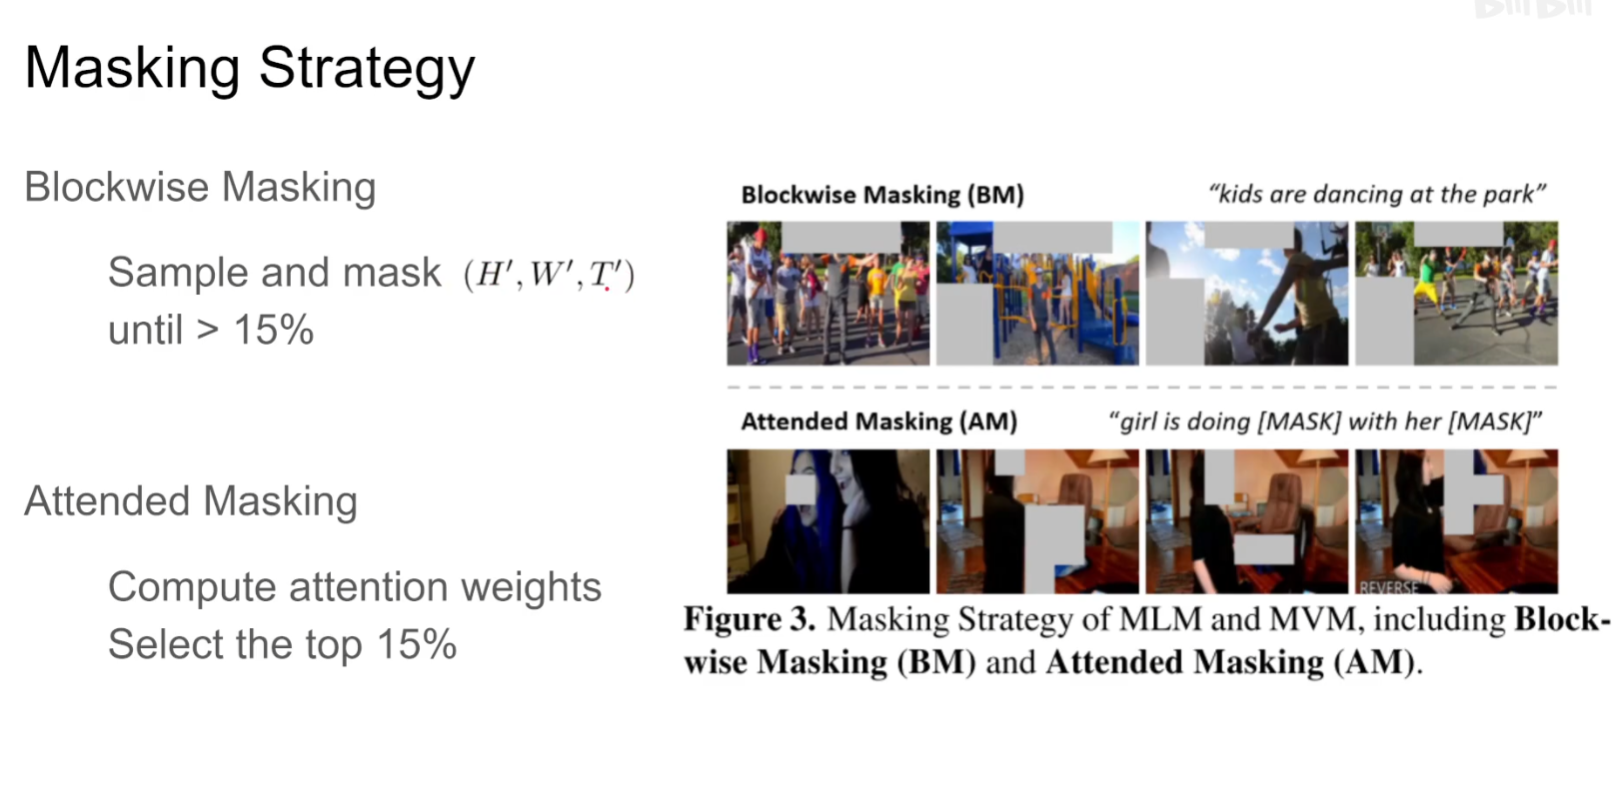 Masking Strategy
Blockwise Masking
Sample and mask (H′, W′, T′)
until > 15%
Attended Masking
Compute attention weights
Select the top 15%
Blockwise Masking (BM) "kids are dancing at the park"
Attended Masking (AM) "girl is doing [MASK] with her [MASK]"
REVERSE
Figure 3. Masking Strategy of MLM and MVM, including Block-
wise Masking (BM) and Attended Masking (AM).